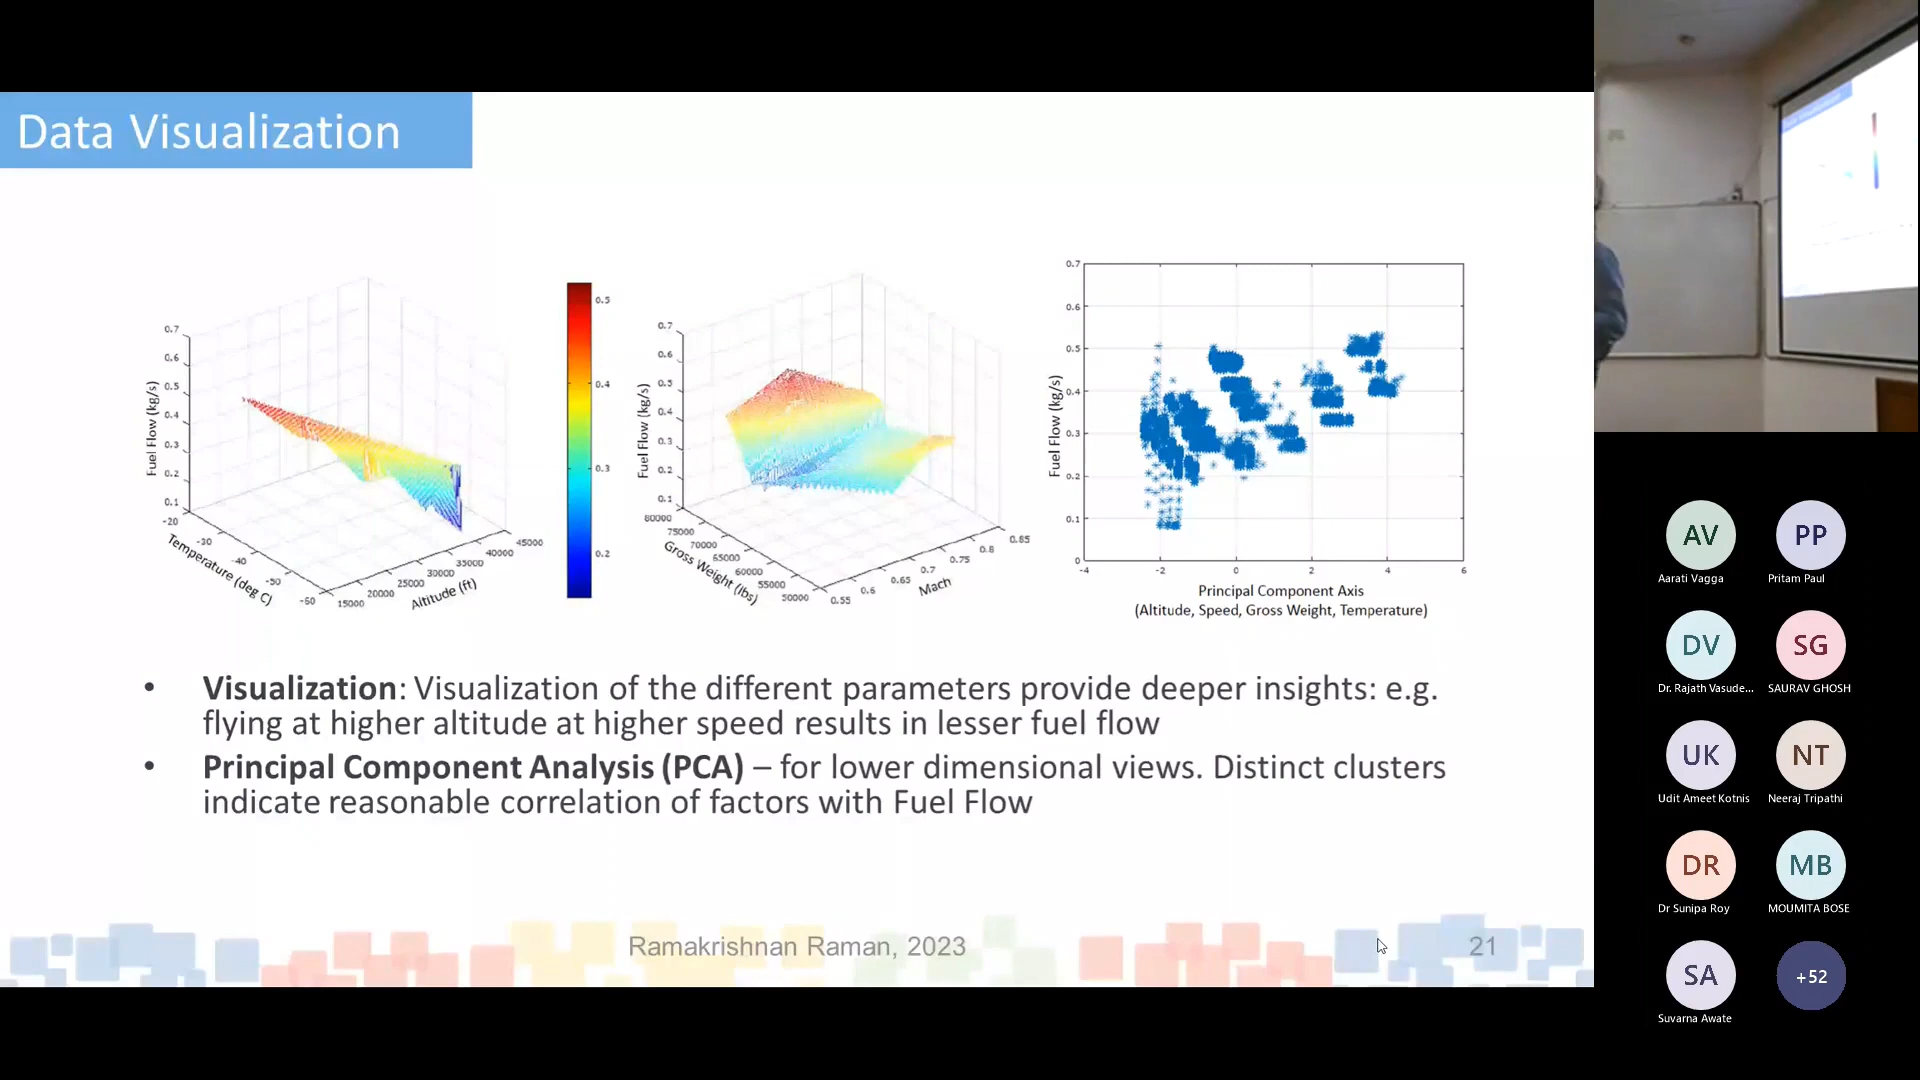 Data Visualization
0.7
0.6
0.5
0.4
0.3
0.2
0.1
Fuel Flow (kg/s)
-20
-30
-40
-50
-60
Temperature (deg C)
15000
20000
25000
30000
35000
40000
45000
Altitude (ft)
0.5
0.4
0.3
0.2
0.7
0.6
0.5
0.4
0.3
0.2
0.1
Fuel Flow (kg/s)
80000
75000
70000
65000
60000
55000
50000
Gross Weight (lbs)
0.55
0.6
0.65
0.7
0.75
0.8
0.85
Mach
0.7
0.6
0.5
0.4
0.3
0.2
0.1
0
Fuel Flow (kg/s)
-4 -2 0 2 4 6
Principal Component Axis
(Altitude, Speed, Gross Weight, Temperature)
• Visualization: Visualization of the different parameters provide deeper insights: e.g.
flying at higher altitude at higher speed results in lesser fuel flow
• Principal Component Analysis (PCA) – for lower dimensional views. Distinct clusters
indicate reasonable correlation of factors with Fuel Flow
Ramakrishnan Raman, 2023
21
AV PP
Aarati Vagga Pritam Paul
DV SG
Dr. Rajath Vasude... SAURAV GHOSH
UK NT
Udit Ameet Kotnis Neeraj Tripathi
DR MB
Dr Sunipa Roy MOUMITA BOSE
SA +52
Suvarna Awate